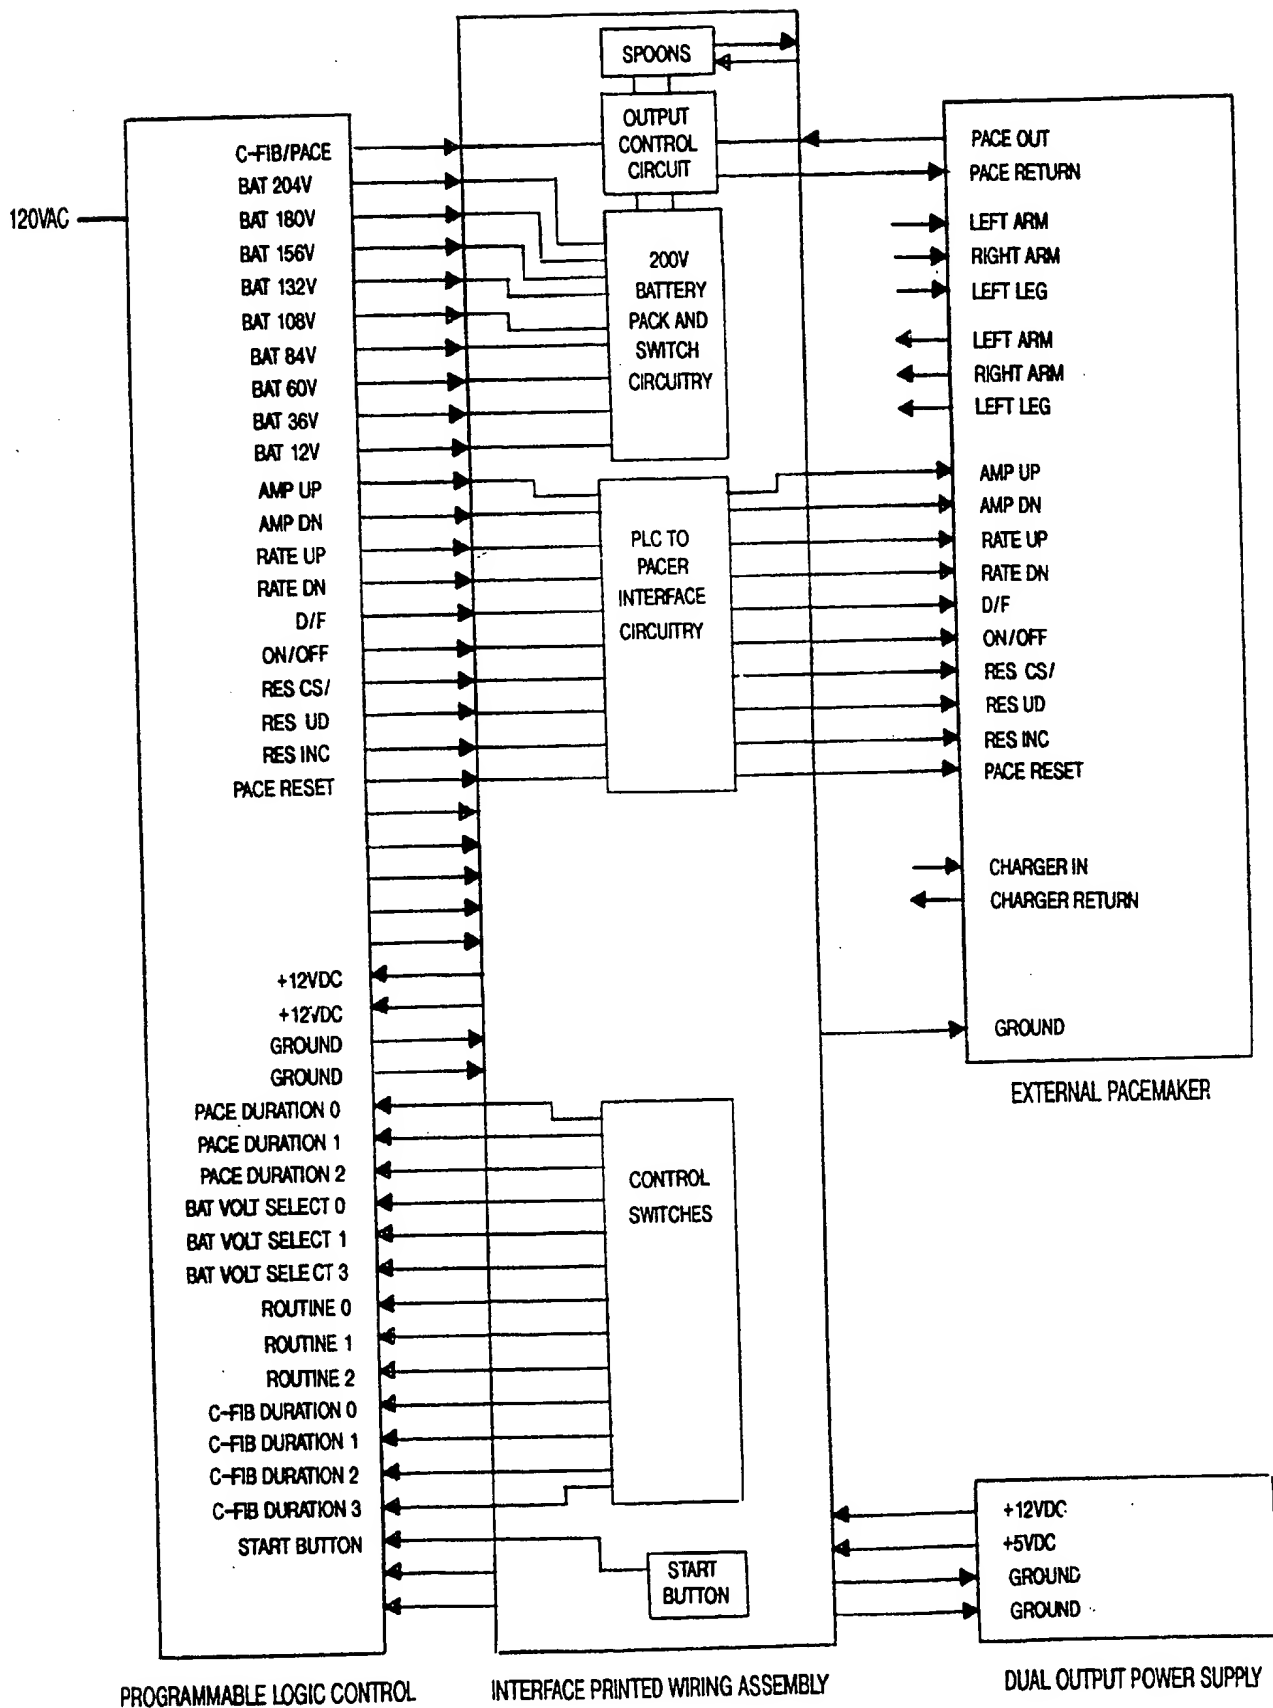 120VAC
C-FIB/PACE
BAT 204V
BAT 180V
BAT 156V
BAT 132V
BAT 108V
BAT 84V
BAT 60V
BAT 36V
BAT 12V
AMP UP
AMP DN
RATE UP
RATE DN
D/F
ON/OFF
RES CS/
RES UD
RES INC
PACE RESET
+12VDC
+12VDC
GROUND
GROUND
PACE DURATION 0
PACE DURATION 1
PACE DURATION 2
BAT VOLT SELECT 0
BAT VOLT SELECT 1
BAT VOLT SELECT 3
ROUTINE 0
ROUTINE 1
ROUTINE 2
C-FIB DURATION 0
C-FIB DURATION 1
C-FIB DURATION 2
C-FIB DURATION 3
START BUTTON
PROGRAMMABLE LOGIC CONTROL
SPOONS
OUTPUT
CONTROL
CIRCUIT
200V
BATTERY
PACK AND
SWITCH
CIRCUITRY
PLC TO
PACER
INTERFACE
CIRCUITRY
CONTROL
SWITCHES
START
BUTTON
INTERFACE PRINTED WIRING ASSEMBLY
PACE OUT
PACE RETURN
LEFT ARM
RIGHT ARM
LEFT LEG
LEFT ARM
RIGHT ARM
LEFT LEG
AMP UP
AMP DN
RATE UP
RATE DN
D/F
ON/OFF
RES CS/
RES UD
RES INC
PACE RESET
CHARGER IN
CHARGER RETURN
GROUND
EXTERNAL PACEMAKER
+12VDC
+5VDC
GROUND
GROUND
DUAL OUTPUT POWER SUPPLY